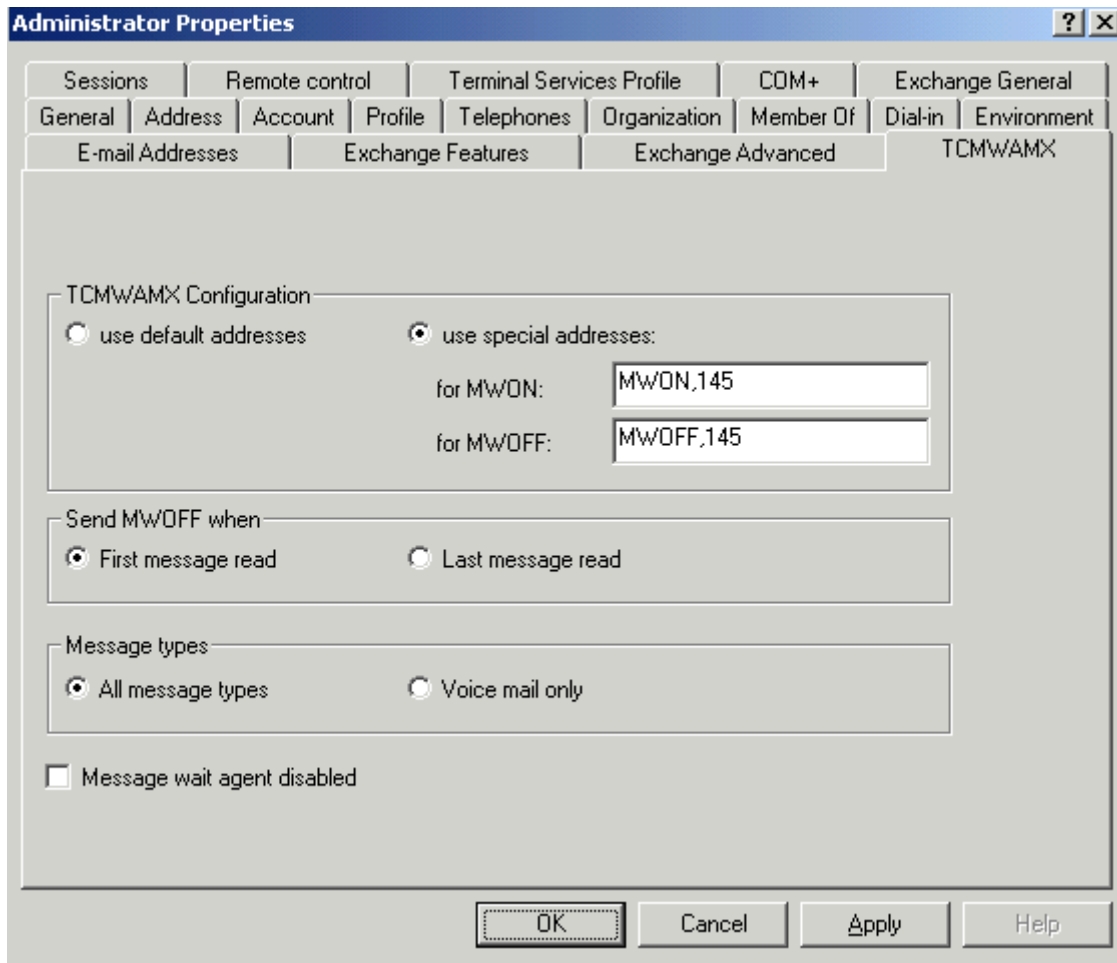 Administrator Properties
Sessions Remote control Terminal Services Profile COM+ Exchange General
General Address Account Profile Telephones Organization Member Of Dial-in Environment
E-mail Addresses Exchange Features Exchange Advanced TCMWAMX
TCMWAMX Configuration
use default addresses use special addresses:
for MWON: MWON,145
for MWOFF: MWOFF,145
Send MWOFF when
First message read Last message read
Message types
All message types Voice mail only
Message wait agent disabled
OK Cancel Apply Help